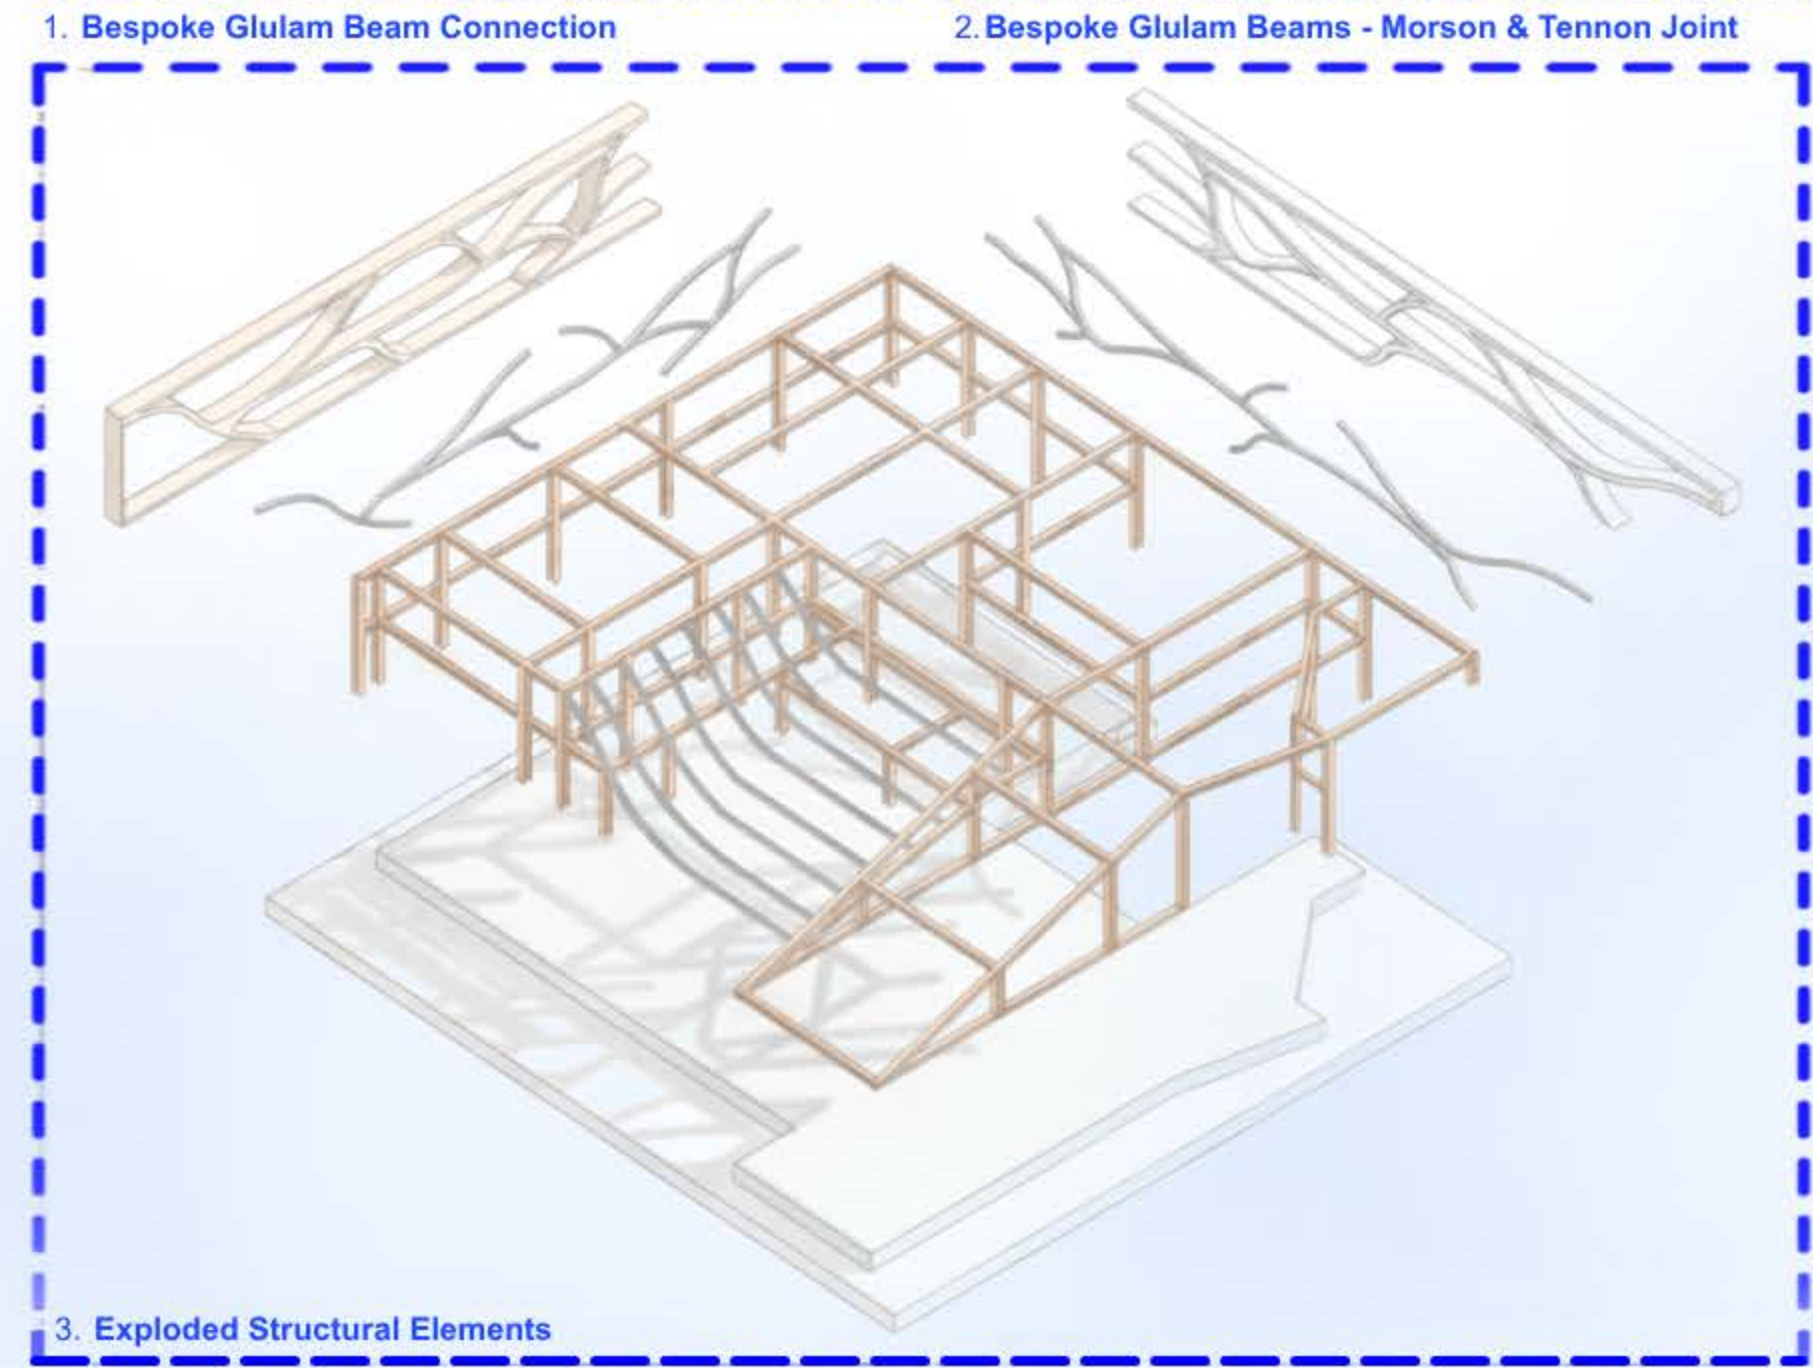 1. Bespoke Glulam Beam Connection
2. Bespoke Glulam Beams - Morson & Tennon Joint
3. Exploded Structural Elements